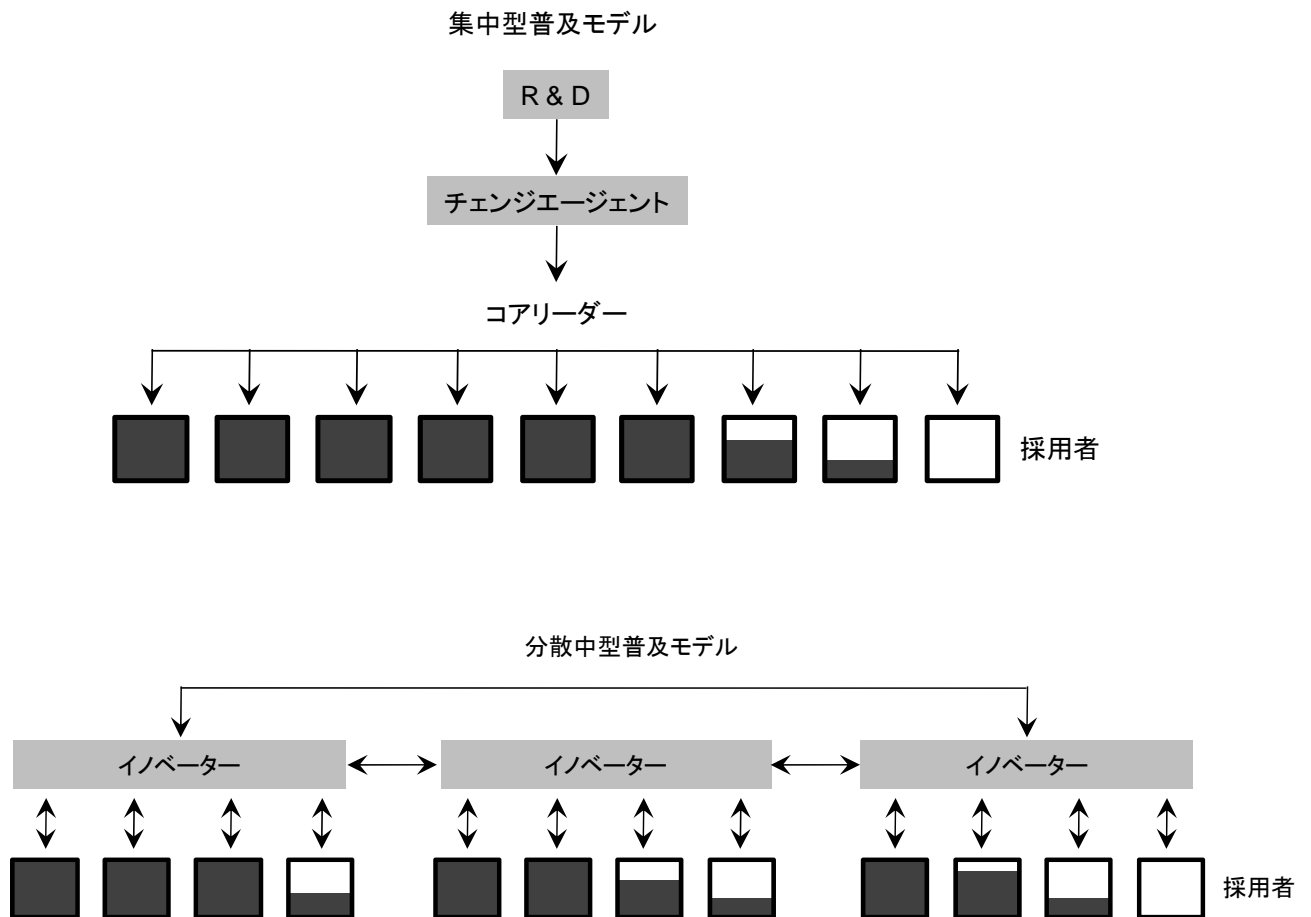 集中型普及モデル
R & D
チェンジエージェント
コアリーダー
採用者
分散中型普及モデル
イノベーター
イノベーター
イノベーター
採用者